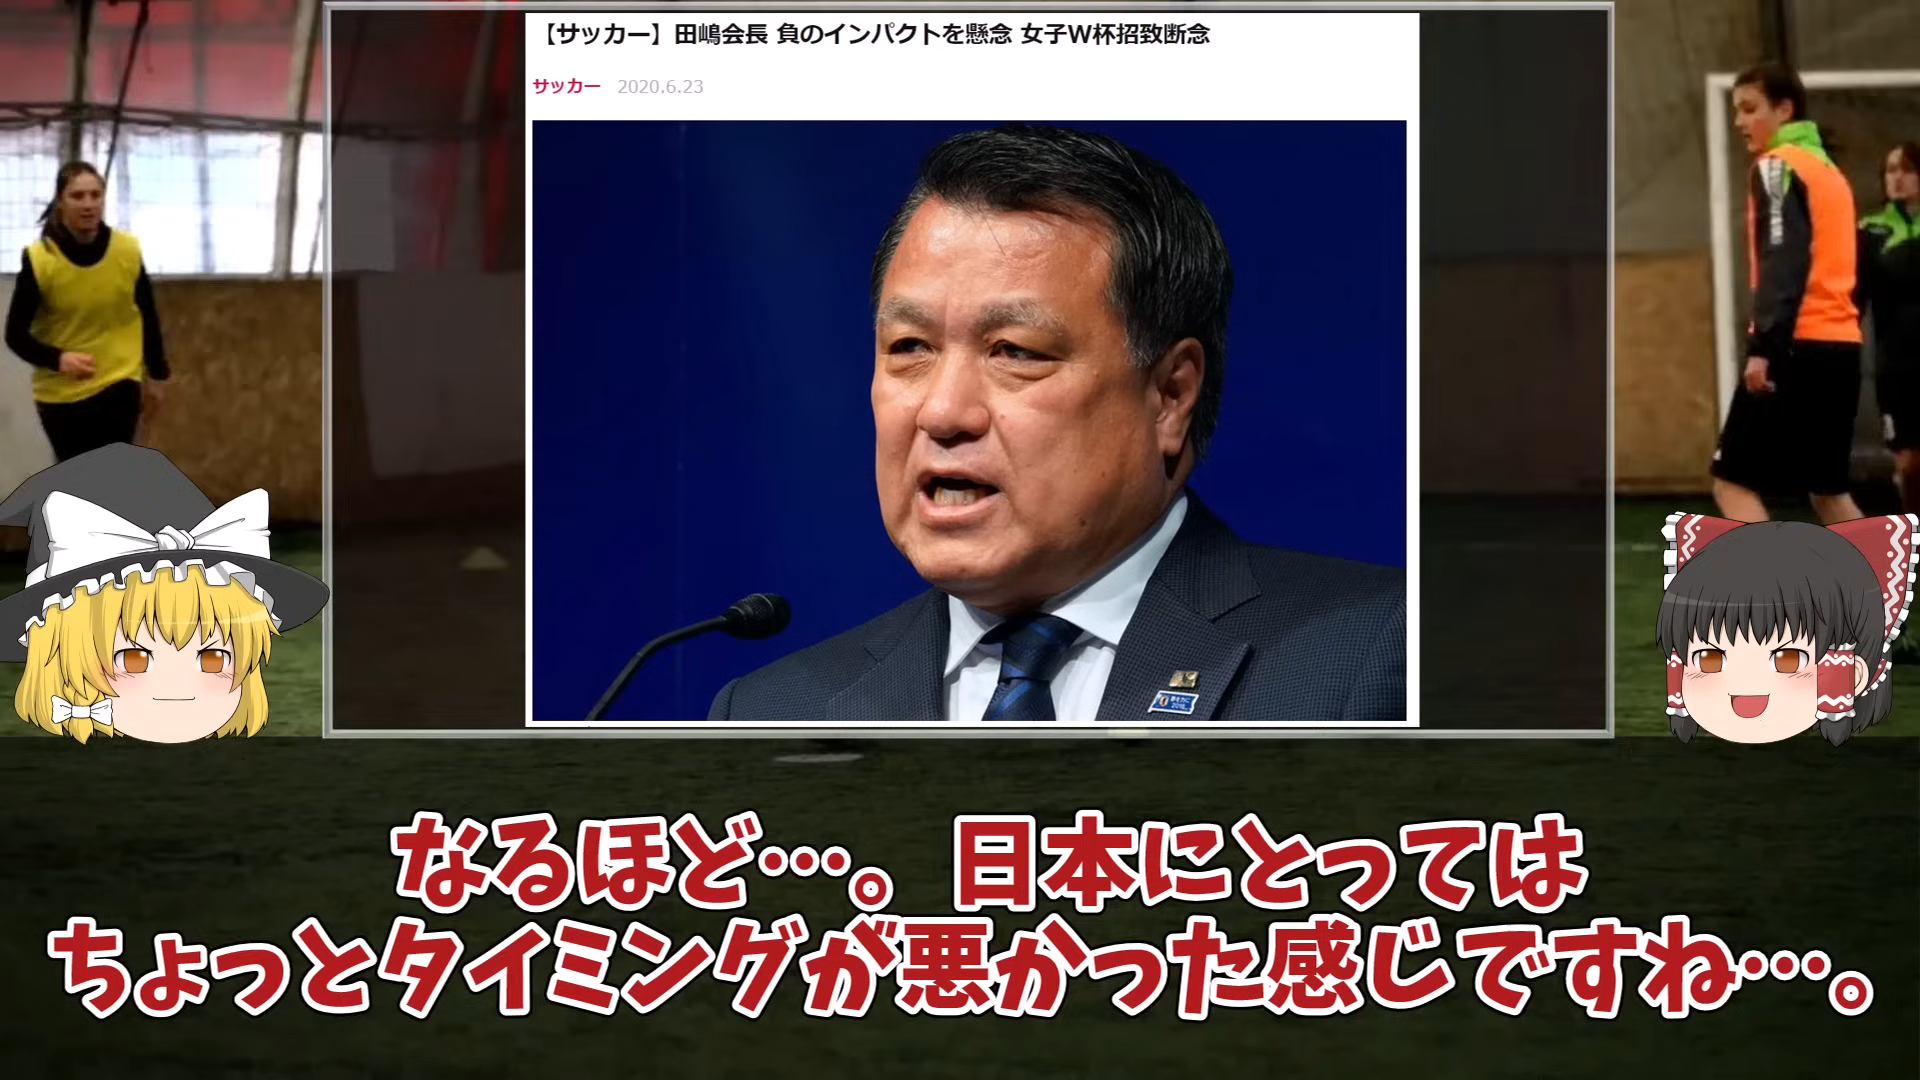 【サッカー】田嶋会長 負のインパクトを懸念 女子W杯招致断念
サッカー 2020.6.23
なるほど…。日本にとっては
ちょっとタイミングが悪かった感じですね…。